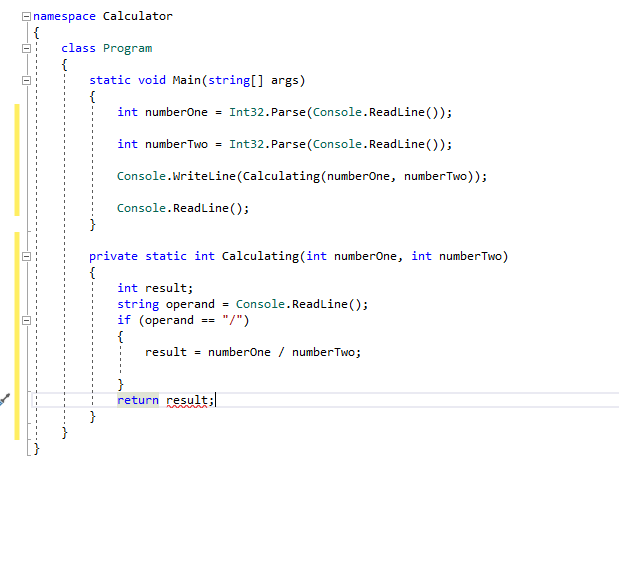 namespace Calculator
{
class Program
{
static void Main(string[] args)
{
int numberOne = Int32.Parse(Console.ReadLine());
int numberTwo = Int32.Parse(Console.ReadLine());
Console.WriteLine(Calculating(numberOne, numberTwo));
Console.ReadLine();
}
private static int Calculating(int numberOne, int numberTwo)
{
int result;
string operand = Console.ReadLine();
if (operand == "/")
{
result = numberOne / numberTwo;
}
return result;
}
}
}